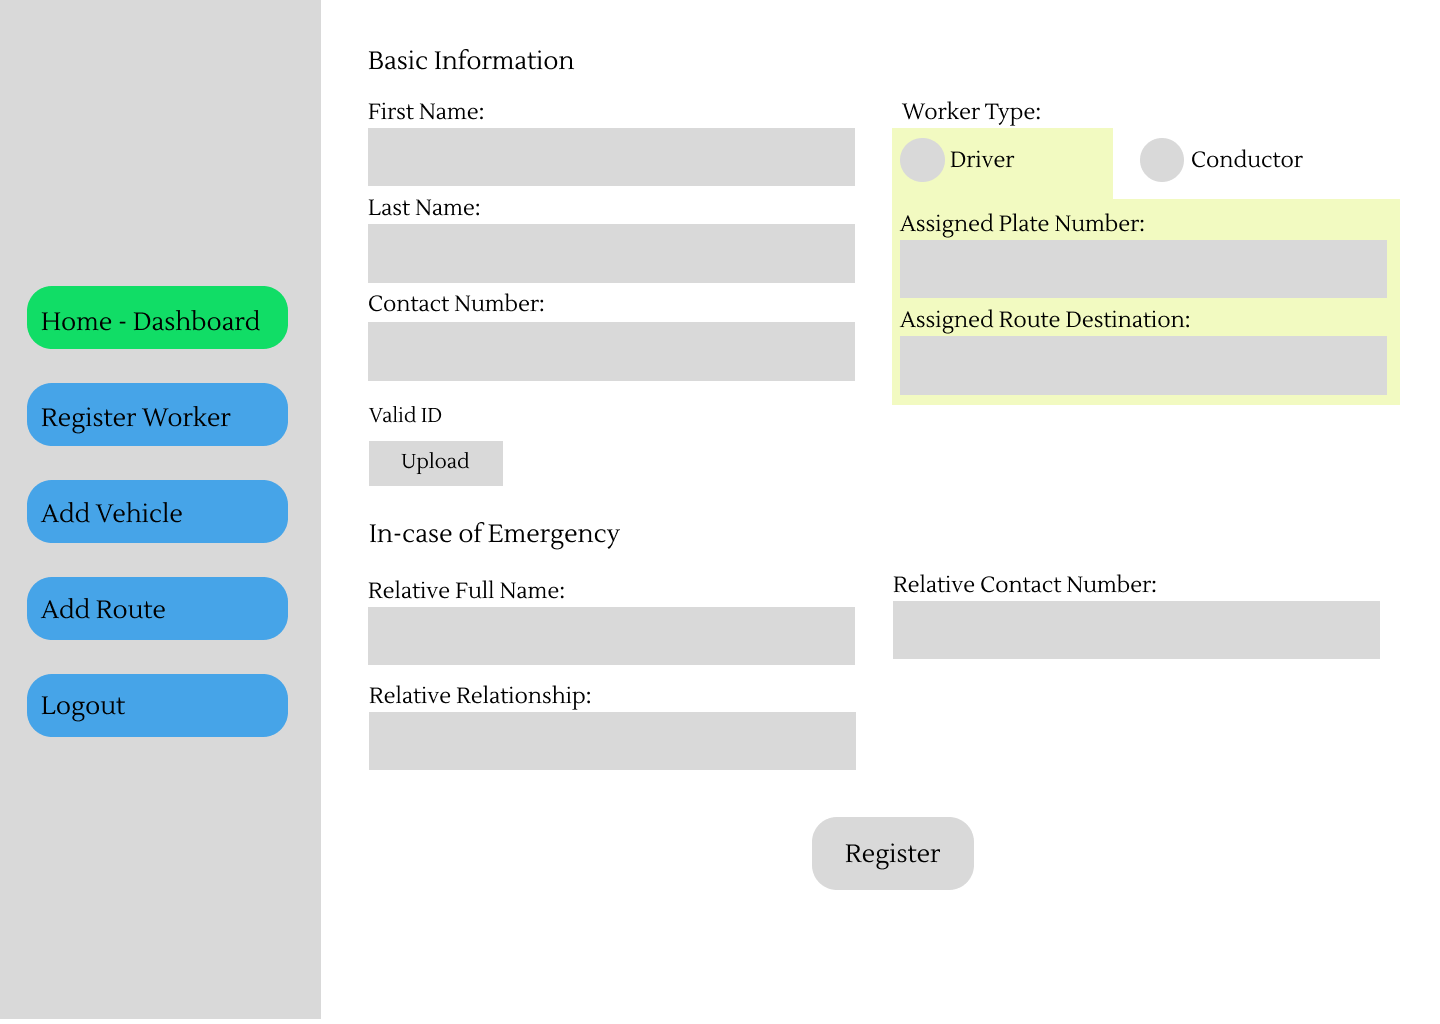 Home - Dashboard
Register Worker
Add Vehicle
Add Route
Logout
Basic Information
First Name:
Last Name:
Contact Number:
Valid ID
Upload
Worker Type:
Driver
Conductor
Assigned Plate Number:
Assigned Route Destination:
In-case of Emergency
Relative Full Name:
Relative Contact Number:
Relative Relationship:
Register